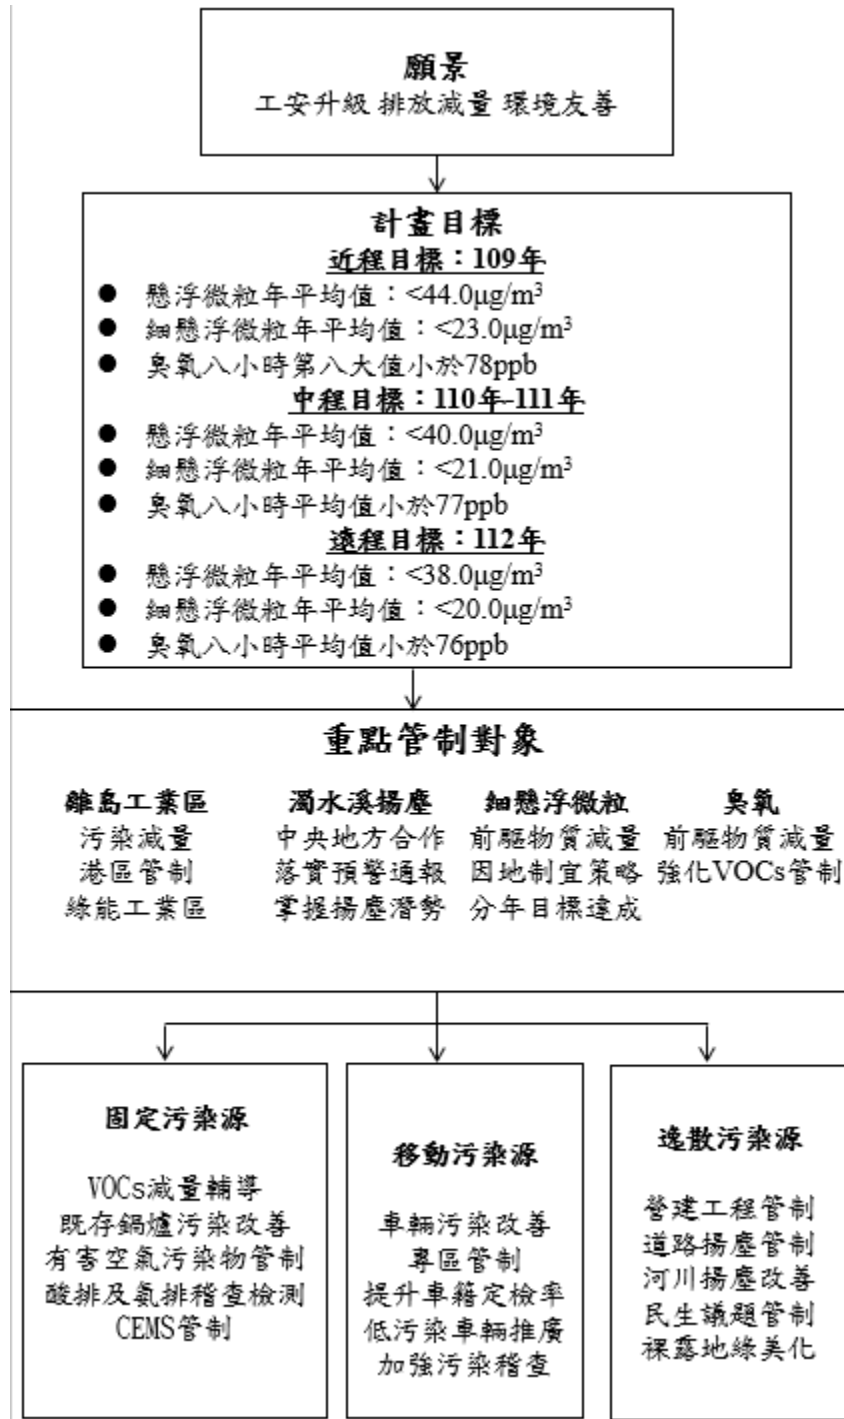 願景
工安升級 排放減量 環境友善
計畫目標
近程目標：109年
● 懸浮微粒年平均值：<44.0μg/m³
● 細懸浮微粒年平均值：<23.0μg/m³
● 臭氧八小時第八大值小於78ppb
中程目標：110年-111年
● 懸浮微粒年平均值：<40.0μg/m³
● 細懸浮微粒年平均值：<21.0μg/m³
● 臭氧八小時平均值小於77ppb
遠程目標：112年
● 懸浮微粒年平均值：<38.0μg/m³
● 細懸浮微粒年平均值：<20.0μg/m³
● 臭氧八小時平均值小於76ppb
重點管制對象
離島工業區
污染減量
港區管制
綠能工業區
濁水溪揚塵
中央地方合作
落實預警通報
掌握揚塵潛勢
細懸浮微粒
前驅物質減量
因地制宜策略
分年目標達成
臭氧
前驅物質減量
強化VOCs管制
固定污染源
VOCs減量輔導
既存鍋爐污染改善
有害空氣污染物管制
酸排及氨排稽查檢測
CEMS管制
移動污染源
車輛污染改善
專區管制
提升車籍定檢率
低污染車輛推廣
加強污染稽查
逸散污染源
營建工程管制
道路揚塵管制
河川揚塵改善
民生議題管制
裸露地綠美化